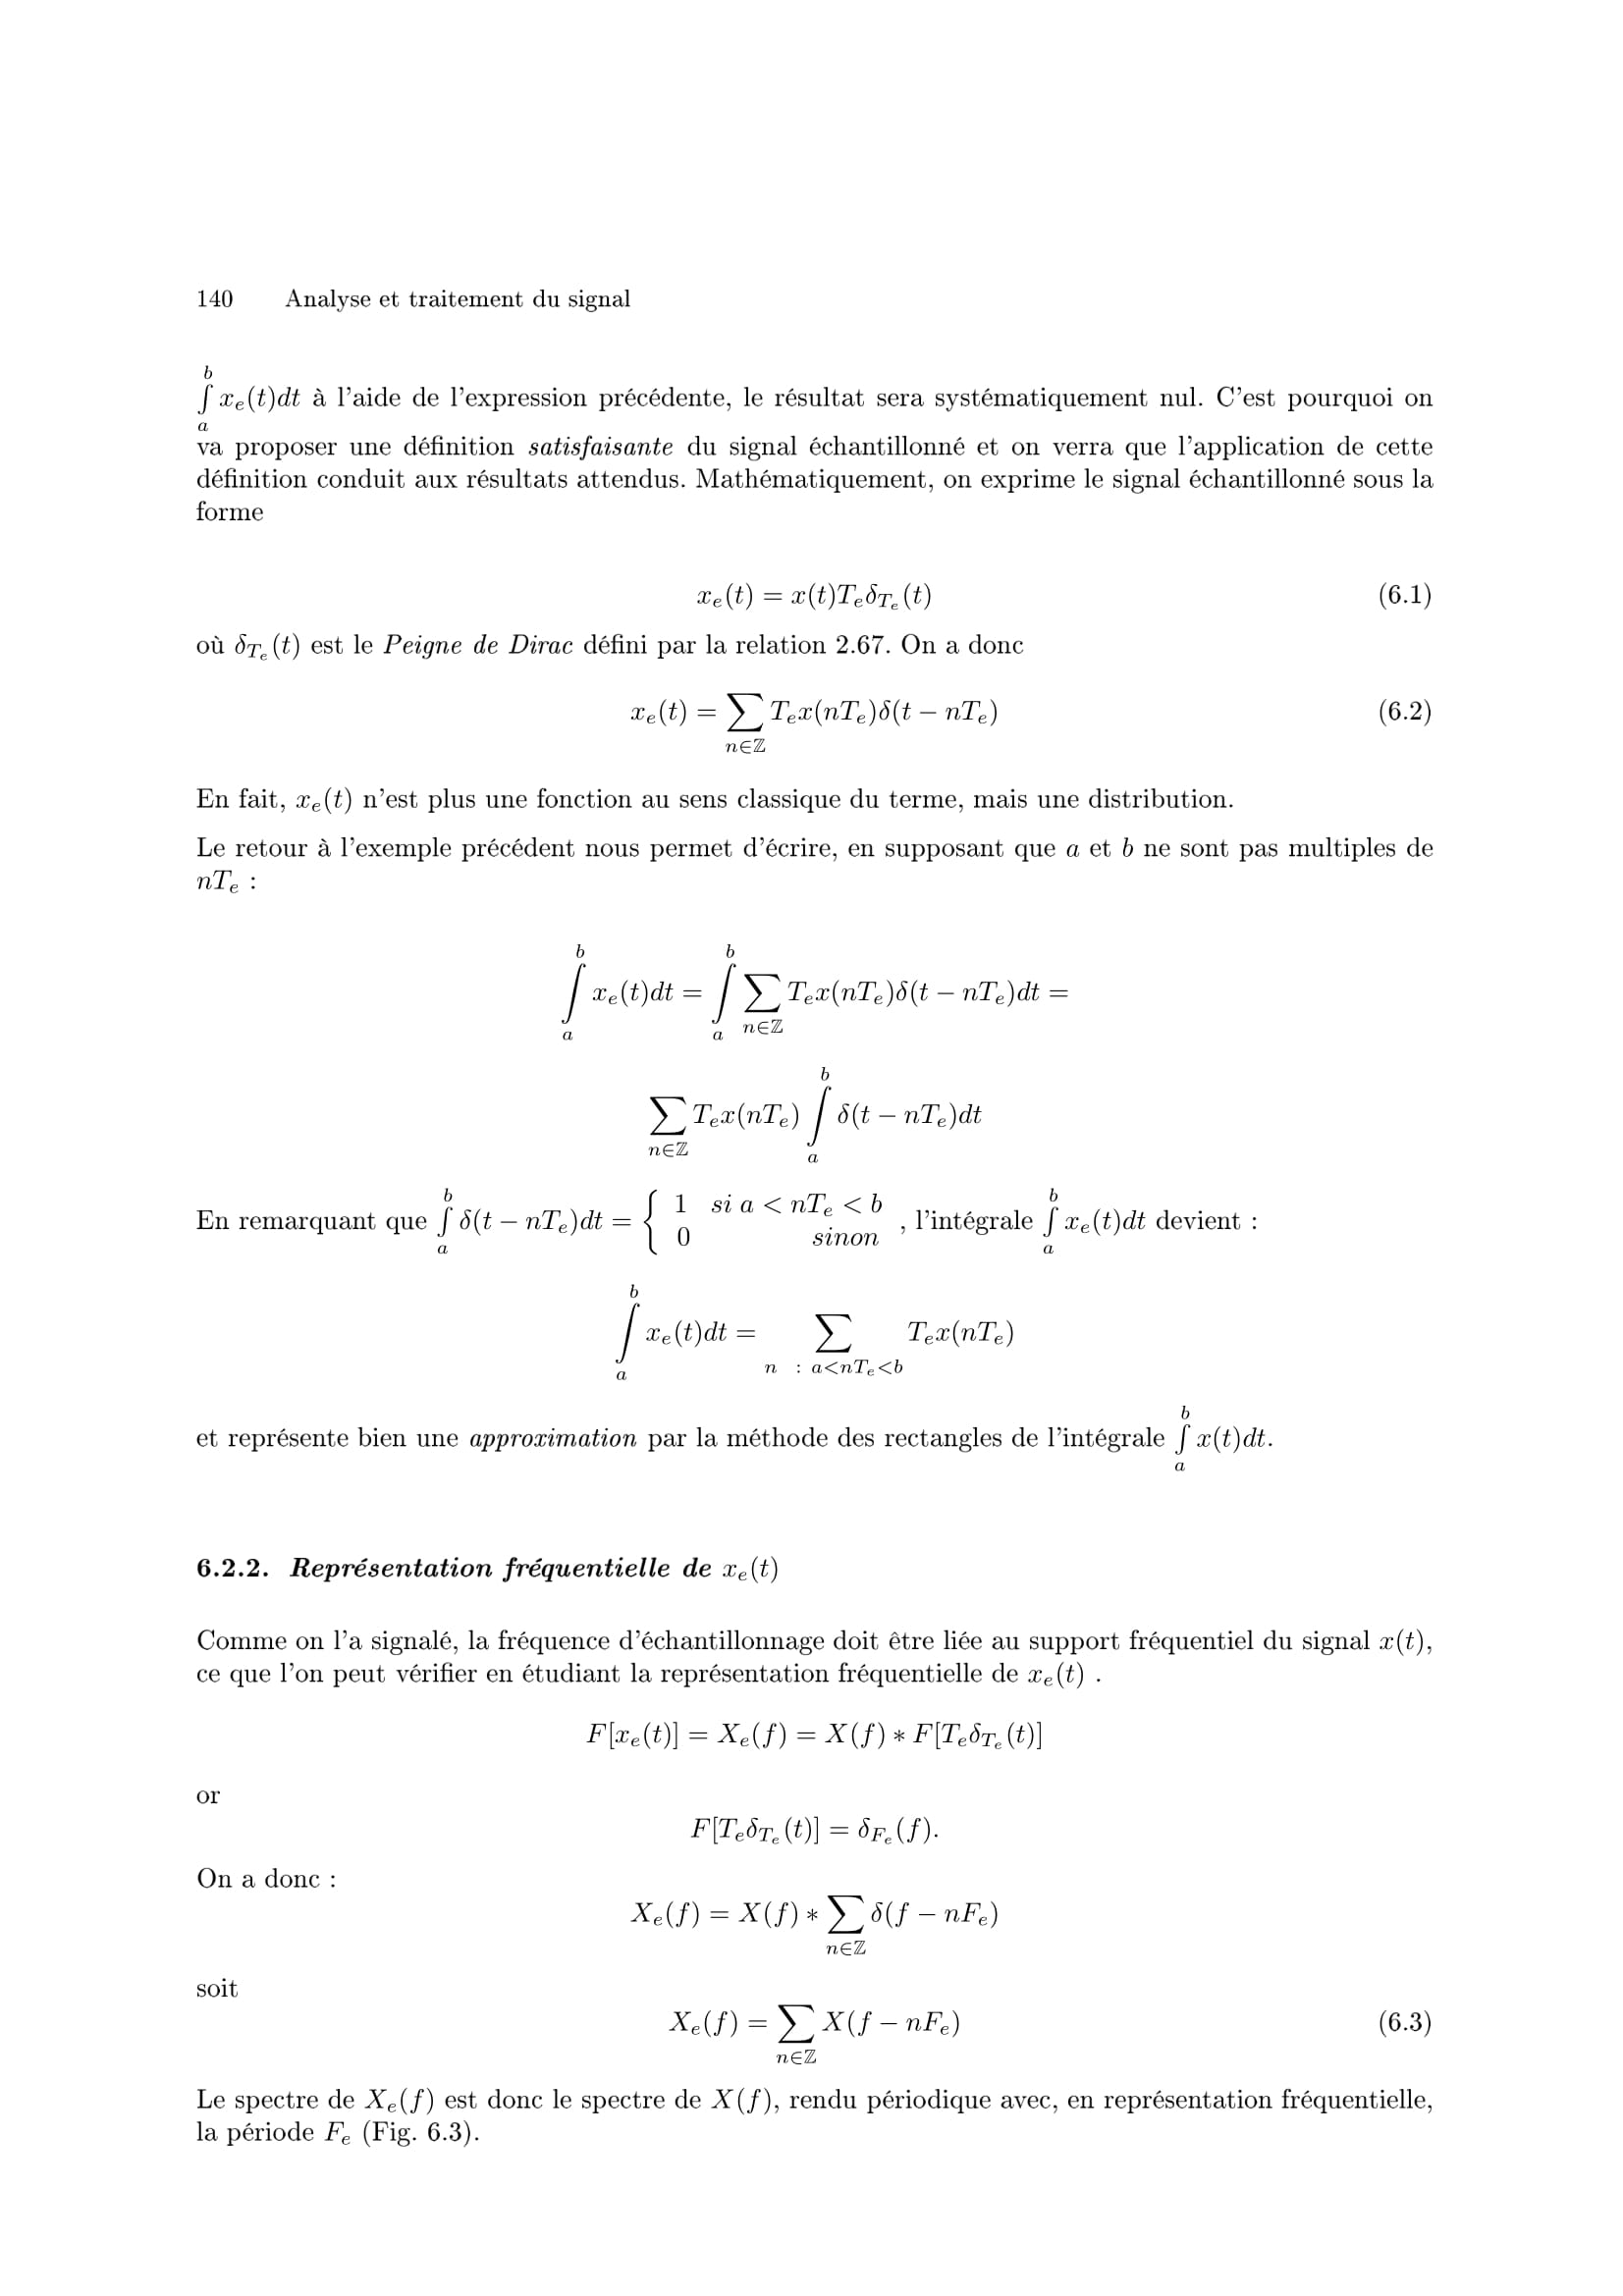 140 Analyse et traitement du signal
$\int_a^b x_e(t)dt$ à l'aide de l'expression précédente, le résultat sera systématiquement nul. C'est pourquoi on
va proposer une définition satisfaisante du signal échantillonné et on verra que l'application de cette
définition conduit aux résultats attendus. Mathématiquement, on exprime le signal échantillonné sous la
forme
$x_e(t) = x(t)T_e\delta_{T_e}(t)$ (6.1)
où $\delta_{T_e}(t)$ est le Peigne de Dirac défini par la relation 2.67. On a donc
$x_e(t) = \sum_{n\in\mathbb{Z}} T_e x(nT_e)\delta(t - nT_e)$ (6.2)
En fait, $x_e(t)$ n'est plus une fonction au sens classique du terme, mais une distribution.
Le retour à l'exemple précédent nous permet d'écrire, en supposant que $a$ et $b$ ne sont pas multiples de
$nT_e$ :
$\int_a^b x_e(t)dt = \int_a^b \sum_{n\in\mathbb{Z}} T_e x(nT_e)\delta(t - nT_e)dt =$
$\sum_{n\in\mathbb{Z}} T_e x(nT_e) \int_a^b \delta(t - nT_e)dt$
En remarquant que $\int_a^b \delta(t - nT_e)dt = \left\{ \begin{array}{lr} 1 & si\ a < nT_e < b \\ 0 & sinon \end{array} \right.$, l'intégrale $\int_a^b x_e(t)dt$ devient :
$\int_a^b x_e(t)dt = \sum_{n\ :\ a<nT_e<b} T_e x(nT_e)$
et représente bien une approximation par la méthode des rectangles de l'intégrale $\int_a^b x(t)dt$.
6.2.2. Représentation fréquentielle de $x_e(t)$
Comme on l'a signalé, la fréquence d'échantillonnage doit être liée au support fréquentiel du signal $x(t)$,
ce que l'on peut vérifier en étudiant la représentation fréquentielle de $x_e(t)$ .
$F[x_e(t)] = X_e(f) = X(f) * F[T_e\delta_{T_e}(t)]$
or
$F[T_e\delta_{T_e}(t)] = \delta_{F_e}(f).$
On a donc :
$X_e(f) = X(f) * \sum_{n\in\mathbb{Z}} \delta(f - nF_e)$
soit
$X_e(f) = \sum_{n\in\mathbb{Z}} X(f - nF_e)$ (6.3)
Le spectre de $X_e(f)$ est donc le spectre de $X(f)$, rendu périodique avec, en représentation fréquentielle,
la période $F_e$ (Fig. 6.3).